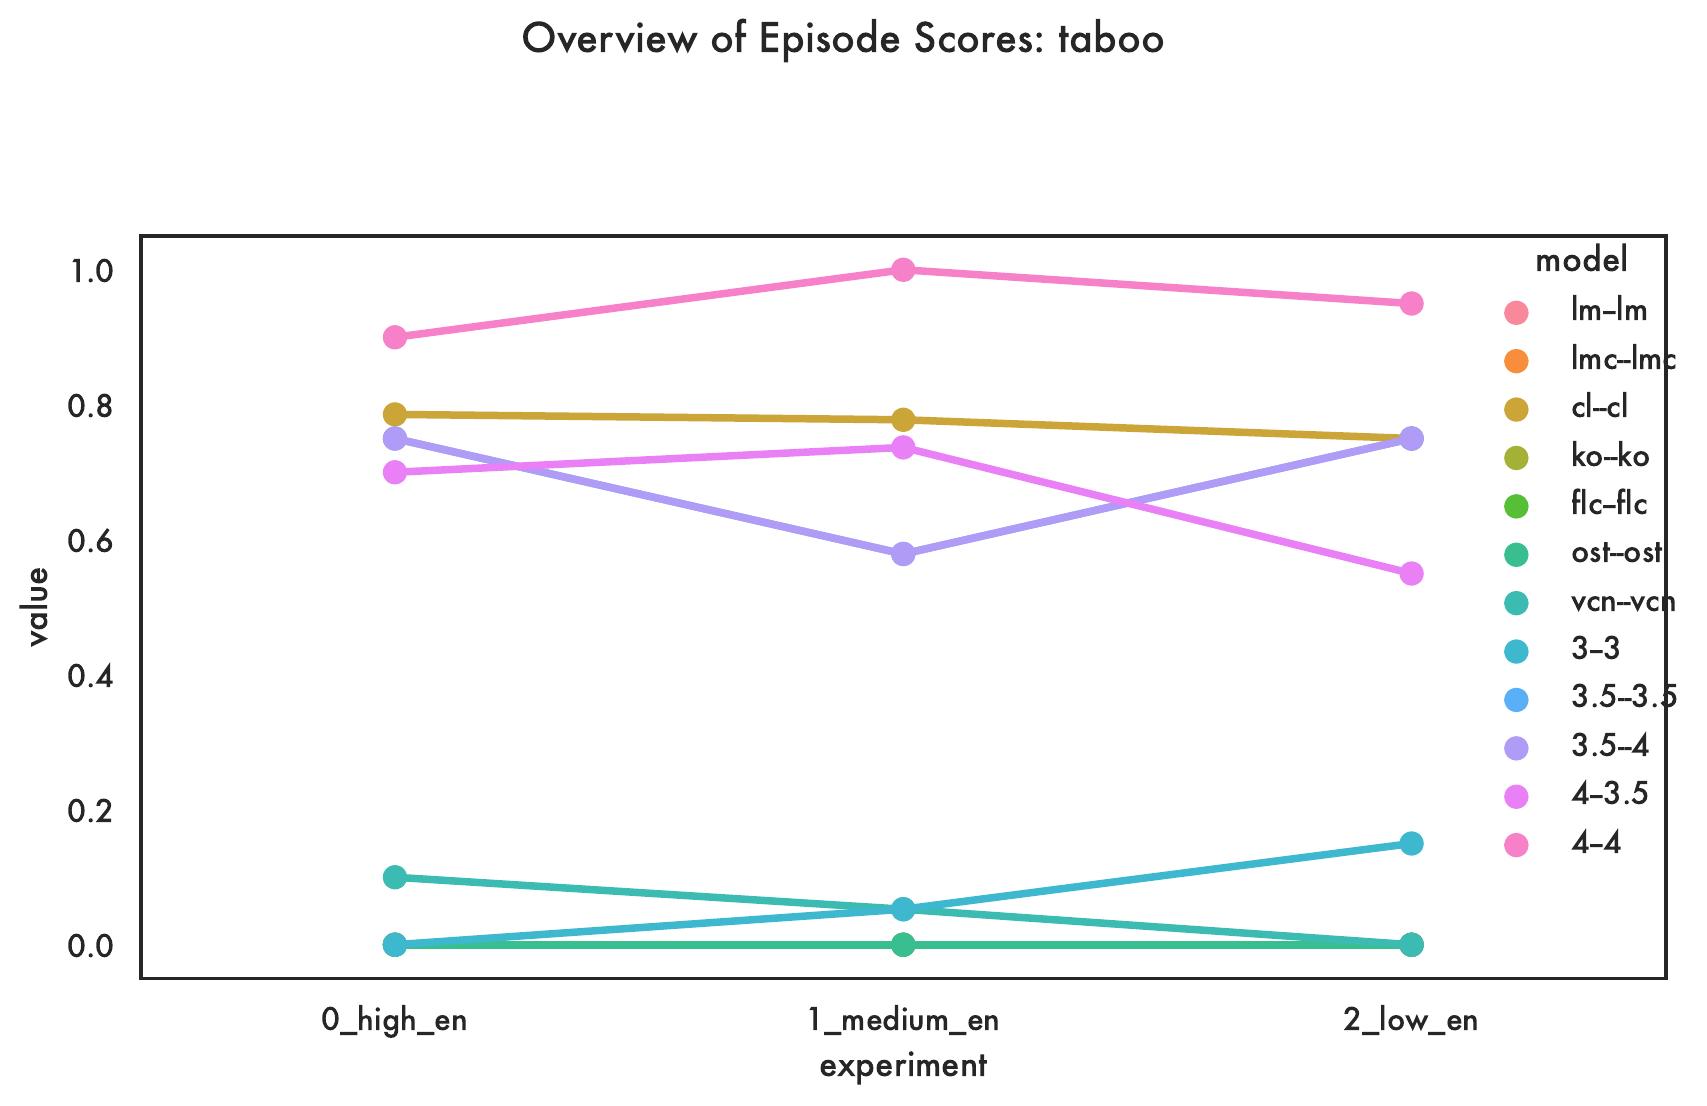 Overview of Episode Scores: taboo
1.0
0.8
0.6
0.4
0.2
0.0
value
0_high_en
1_medium_en
2_low_en
experiment
model
lm–lm
lmc–lmc
cl–cl
ko–ko
flc–flc
ost–ost
vcn–vcn
3–3
3.5–3.5
3.5–4
4–3.5
4–4